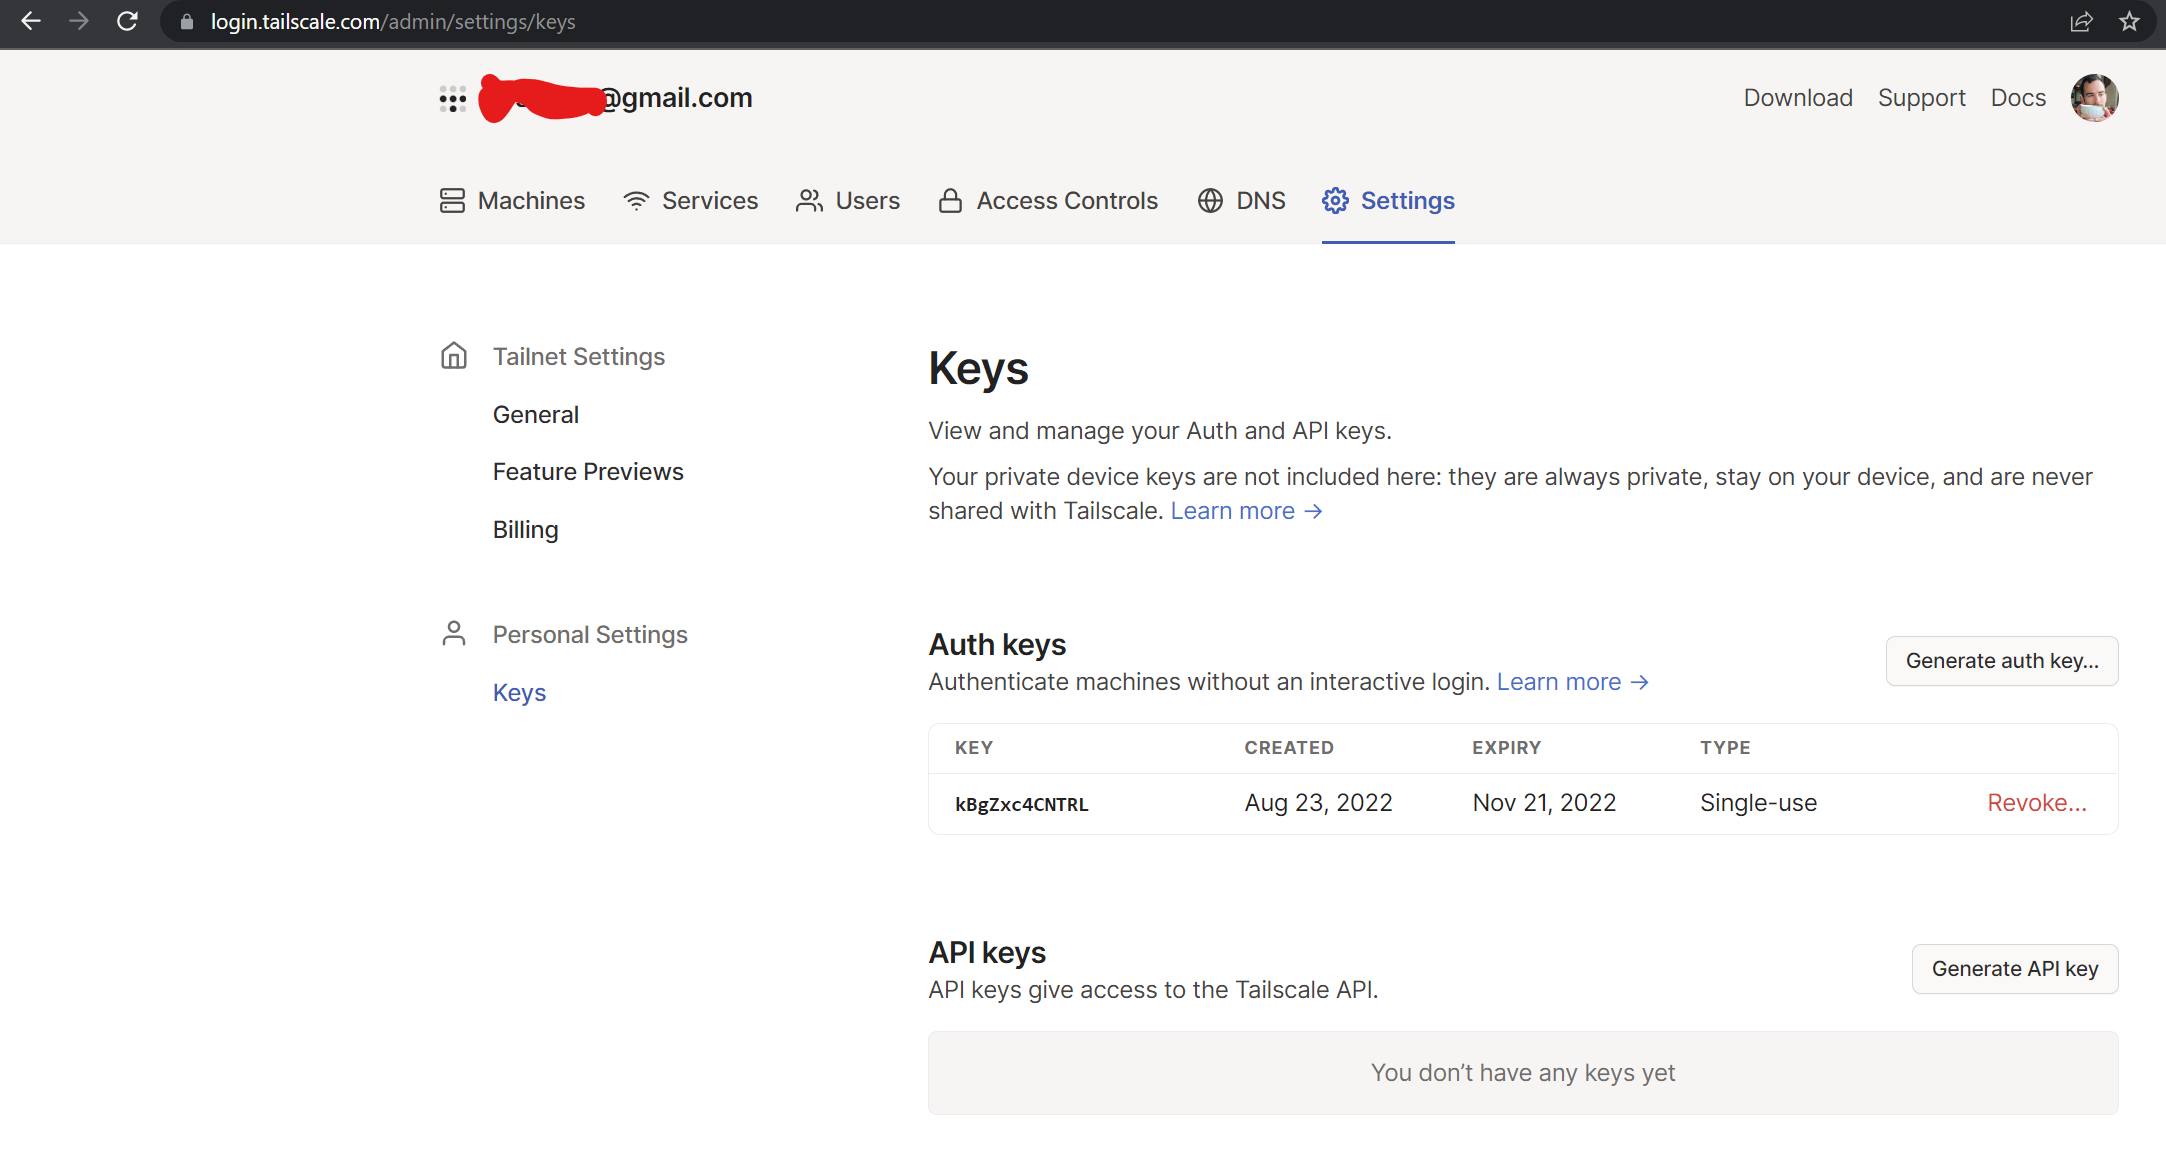 login.tailscale.com/admin/settings/keys
@gmail.com
Download Support Docs
Machines Services Users Access Controls DNS Settings
Tailnet Settings
General
Feature Previews
Billing
Personal Settings
Keys
Keys
View and manage your Auth and API keys.
Your private device keys are not included here: they are always private, stay on your device, and are never
shared with Tailscale. Learn more →
Auth keys
Authenticate machines without an interactive login. Learn more →
Generate auth key...
KEY CREATED EXPIRY TYPE
kBgZxc4CNTRL Aug 23, 2022 Nov 21, 2022 Single-use Revoke...
API keys
API keys give access to the Tailscale API.
Generate API key
You don’t have any keys yet